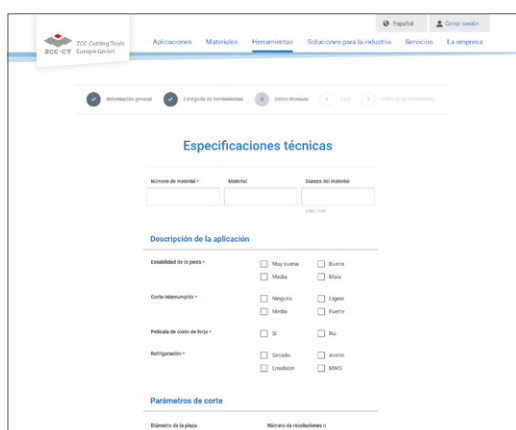 Español
Cerrar sesión
ZCC Cutting Tools
Europe GmbH
ZCC-CT
Aplicaciones
Materiales
Herramientas
Soluciones para la industria
Servicios
La empresa
Información general
Categoría de herramientas
3
Datos técnicos
Especificaciones técnicas
Número de material *
Material
Dureza del material
Descripción de la aplicación
Estabilidad de la pieza *
Muy buena
Buena
Media
Mala
Corte interrumpido *
Ninguno
Ligero
Media
Fuerte
Película de óxido de forja *
Sí
No
Refrigeración *
Secado
Aceite
Emulsión
MMS
Parámetros de corte
Diámetro de la pieza
Número de revoluciones n